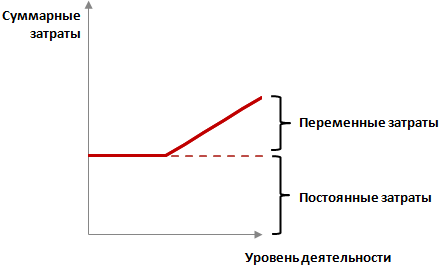 Суммарные
затраты
Переменные затраты
Постоянные затраты
Уровень деятельности